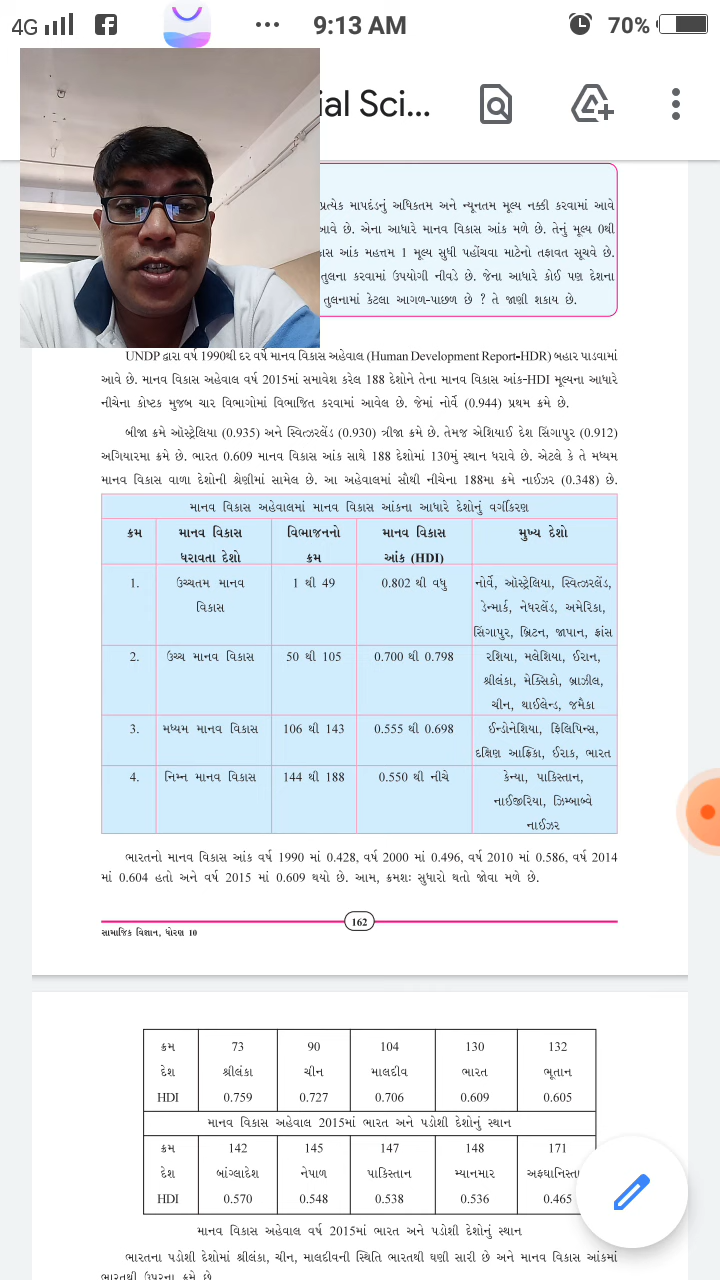 4G
9:13 AM
70%
ial Sci...
પ્રત્યેક માપદંડનું અધિકતમ અને ન્યૂનતમ મૂલ્ય નક્કી કરવામાં આવે
આવે છે. એના આધારે માનવ વિકાસ આંક મળે છે. તેનું મૂલ્ય 0થી
ાસ આંક મહત્તમ 1 મૂલ્ય સુધી પહોંચવા માટેનો તફાવત સૂચવે છે.
તુલના કરવામાં ઉપયોગી નીવડે છે. જેના આધારે કોઈ પણ દેશના
તુલનામાં કેટલા આગળ-પાછળ છે ? તે જાણી શકાય છે.
UNDP દ્વારા વર્ષ 1990થી દર વર્ષે માનવ વિકાસ અહેવાલ (Human Development Report-HDR) બહાર પાડવામાં
આવે છે. માનવ વિકાસ અહેવાલ વર્ષ 2015માં સમાવેશ કરેલ 188 દેશોને તેના માનવ વિકાસ આંક-HDI મૂલ્યના આધારે
નીચેના કોષ્ટક મુજબ ચાર વિભાગોમાં વિભાજિત કરવામાં આવેલ છે. જેમાં નોર્વે (0.944) પ્રથમ ક્રમે છે.
બીજા ક્રમે ઑસ્ટ્રેલિયા (0.935) અને સ્વિત્ઝરલેંડ (0.930) ત્રીજા ક્રમે છે. તેમજ એશિયાઈ દેશ સિંગાપુર (0.912)
અગિયારમા ક્રમે છે. ભારત 0.609 માનવ વિકાસ આંક સાથે 188 દેશોમાં 130મું સ્થાન ધરાવે છે. એટલે કે તે મધ્યમ
માનવ વિકાસ વાળા દેશોની શ્રેણીમાં સામેલ છે. આ અહેવાલમાં સૌથી નીચેના 188મા ક્રમે નાઈઝર (0.348) છે.
માનવ વિકાસ અહેવાલમાં માનવ વિકાસ આંકના આધારે દેશોનું વર્ગીકરણ
ક્રમ માનવ વિકાસ વિભાજનનો માનવ વિકાસ મુખ્ય દેશો
ધરાવતા દેશો ક્રમ આંક (HDI)
1. ઉચ્ચતમ માનવ 1 થી 49 0.802 થી વધુ નોર્વે, ઑસ્ટ્રેલિયા, સ્વિત્ઝરલેંડ,
વિકાસ ડેન્માર્ક, નેધરલેંડ, અમેરિકા,
સિંગાપુર, બ્રિટન, જાપાન, ફ્રાંસ
2. ઉચ્ચ માનવ વિકાસ 50 થી 105 0.700 થી 0.798 રશિયા, મલેશિયા, ઈરાન,
શ્રીલંકા, મેક્સિકો, બ્રાઝીલ,
ચીન, થાઈલેન્ડ, જમૈકા
3. મધ્યમ માનવ વિકાસ 106 થી 143 0.555 થી 0.698 ઈન્ડોનેશિયા, ફિલિપિન્સ,
દક્ષિણ આફ્રિકા, ઈરાક, ભારત
4. નિમ્ન માનવ વિકાસ 144 થી 188 0.550 થી નીચે કેન્યા, પાકિસ્તાન,
નાઈજીરિયા, ઝિમ્બાબ્વે
નાઈઝર
ભારતનો માનવ વિકાસ આંક વર્ષ 1990 માં 0.428, વર્ષ 2000 માં 0.496, વર્ષ 2010 માં 0.586, વર્ષ 2014
માં 0.604 હતો અને વર્ષ 2015 માં 0.609 થયો છે. આમ, ક્રમશઃ સુધારો થતો જોવા મળે છે.
162
સામાજિક વિજ્ઞાન, ધોરણ 10
ક્રમ 73 90 104 130 132
દેશ શ્રીલંકા ચીન માલદીવ ભારત ભૂતાન
HDI 0.759 0.727 0.706 0.609 0.605
માનવ વિકાસ અહેવાલ 2015માં ભારત અને પડોશી દેશોનું સ્થાન
ક્રમ 142 145 147 148 171
દેશ બાંગ્લાદેશ નેપાળ પાકિસ્તાન મ્યાનમાર અફઘાનિસ્તા
HDI 0.570 0.548 0.538 0.536 0.465
માનવ વિકાસ અહેવાલ વર્ષ 2015માં ભારત અને પડોશી દેશોનું સ્થાન
ભારતના પડોશી દેશોમાં શ્રીલંકા, ચીન, માલદીવની સ્થિતિ ભારતથી ઘણી સારી છે અને માનવ વિકાસ આંકમાં
ભારતથી ઉપરના ક્રમે છે.